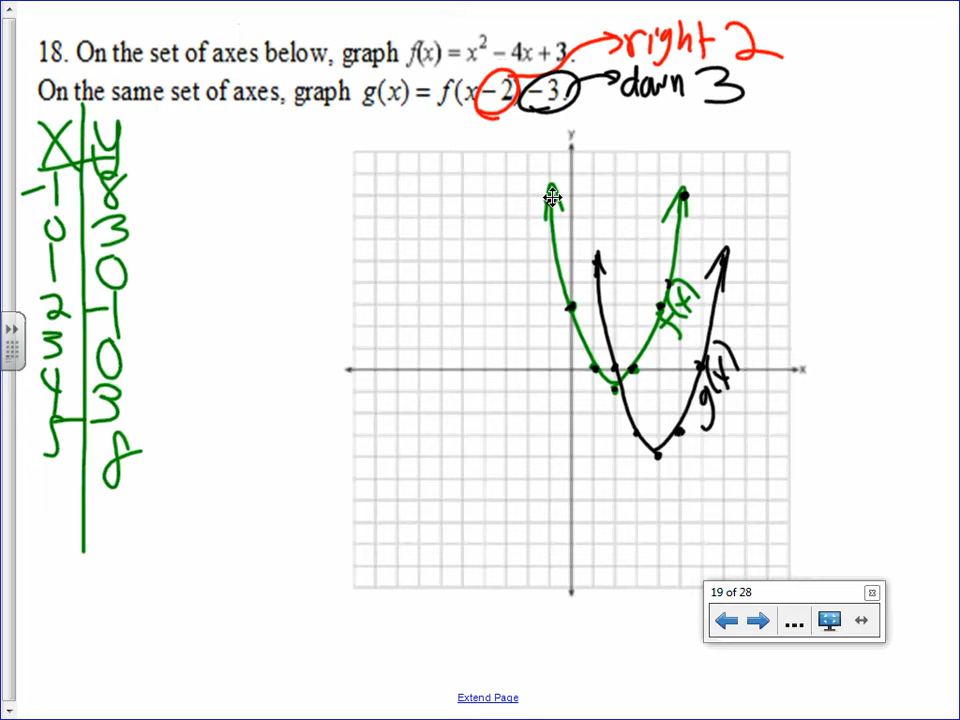 18. On the set of axes below, graph f(x) = x² − 4x + 3. → right 2
On the same set of axes, graph g(x) = f(x − 2) − 3. → down 3
x y
-1 8
0 3
1 0
2 -1
3 0
4 3
5 8
y
f(x)
x
g(x)
19 of 28
...
Extend Page